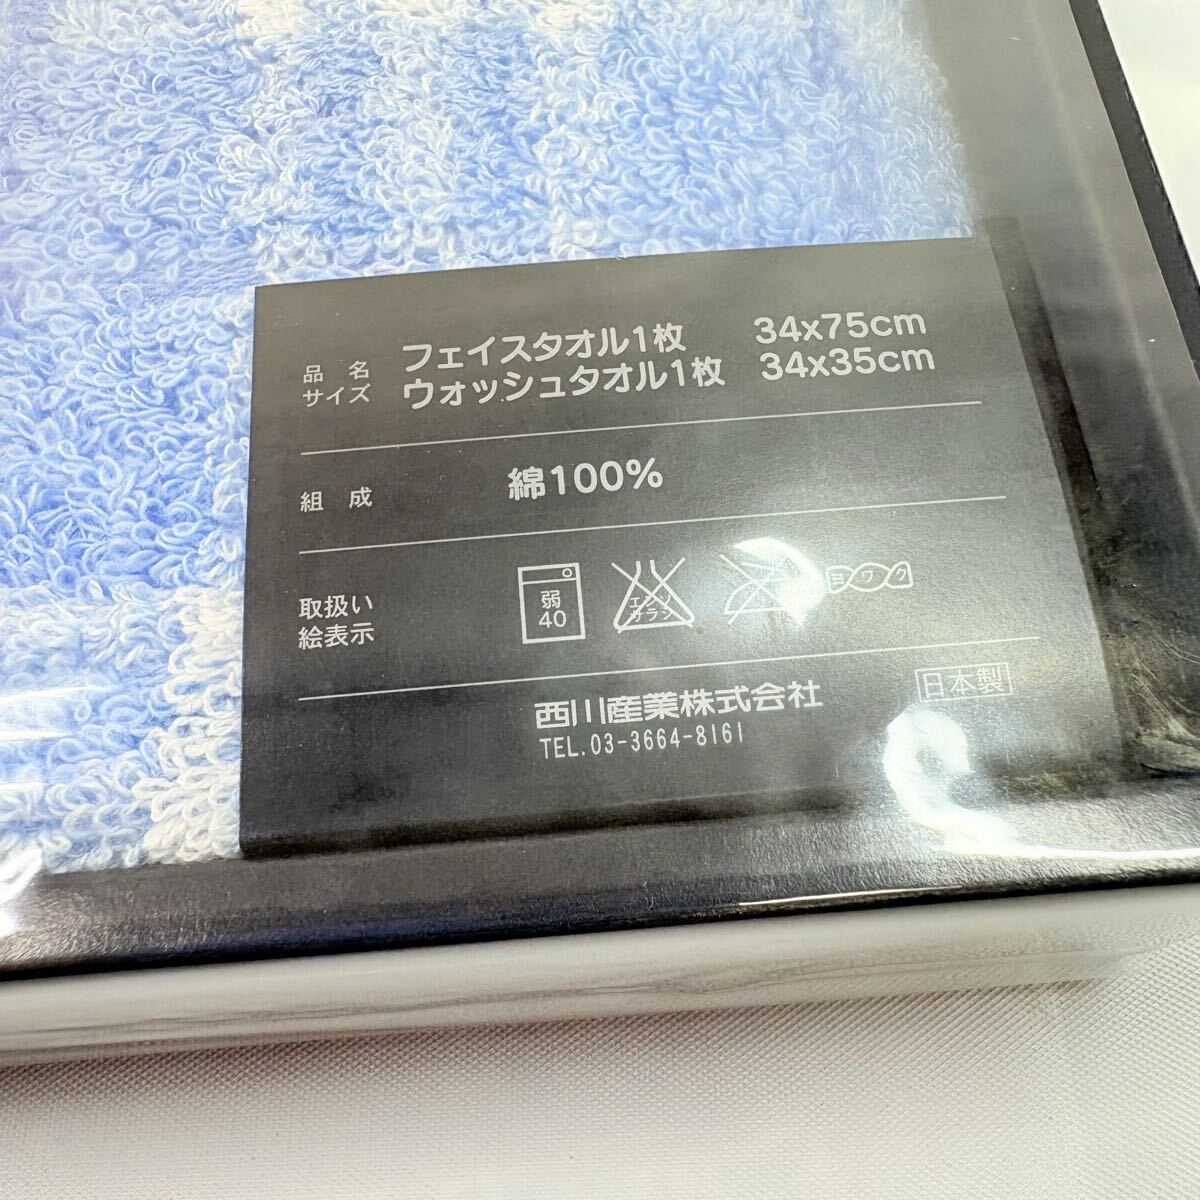 品名 フェイスタオル1枚 34x75cm
サイズ ウォッシュタオル1枚 34x35cm
組成 綿100%
取扱い
絵表示
弱
40
エンソ
サラシ
ヨワク
西川産業株式会社 日本製
TEL.03-3664-8161